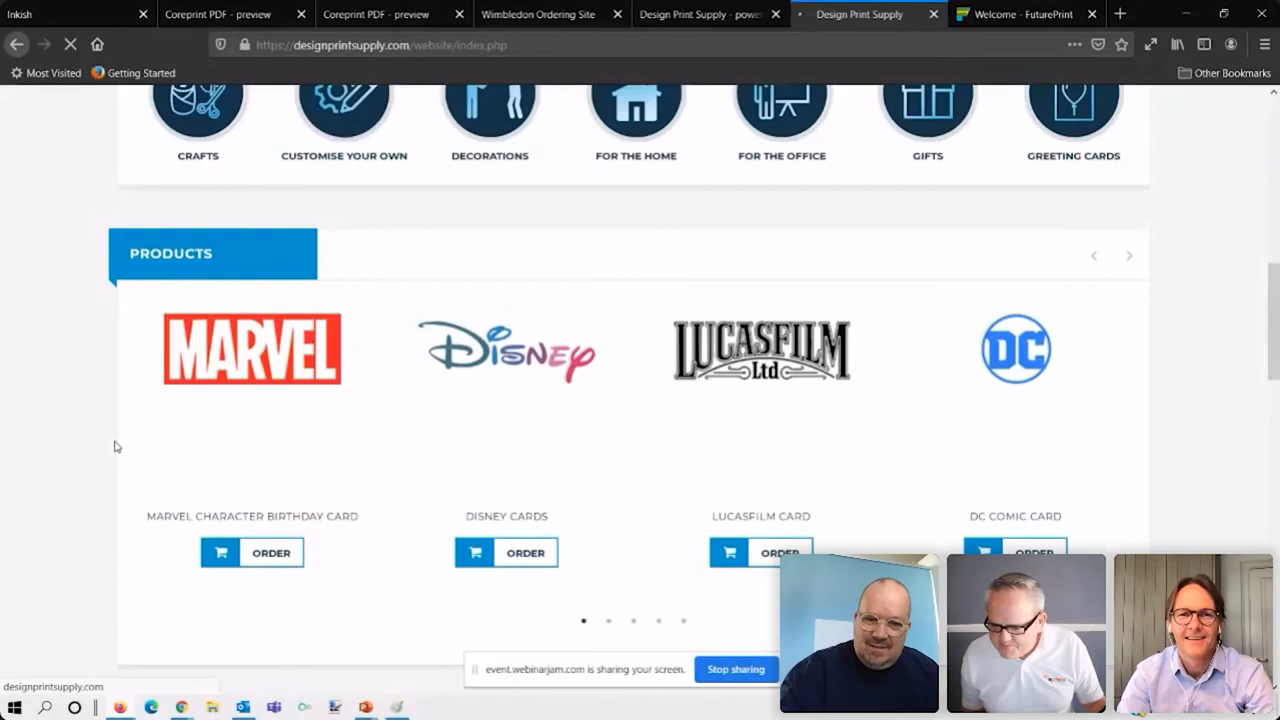 Inkish
Coreprint PDF - preview
Coreprint PDF - preview
Wimbledon Ordering Site
Design Print Supply - powe
Design Print Supply
Welcome - FuturePrint
https://designprintsupply.com/website/index.php
Most Visited
Getting Started
Other Bookmarks
CRAFTS
CUSTOMISE YOUR OWN
DECORATIONS
FOR THE HOME
FOR THE OFFICE
GIFTS
GREETING CARDS
PRODUCTS
MARVEL
DISNEY
LUCASFILM
Ltd
DC
MARVEL CHARACTER BIRTHDAY CARD
DISNEY CARDS
LUCASFILM CARD
DC COMIC CARD
ORDER
ORDER
ORDER
ORDER
event.webinarjam.com is sharing your screen.
Stop sharing
designprintsupply.com